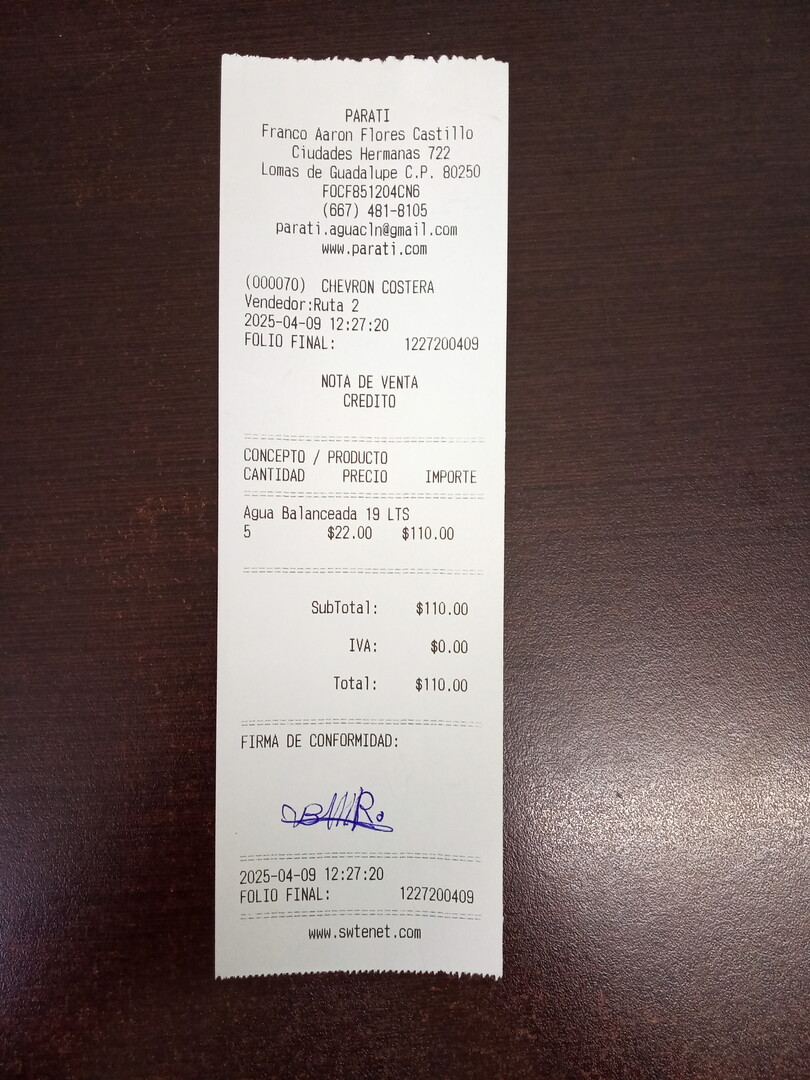 PARATI
Franco Aaron Flores Castillo
Ciudades Hermanas 722
Lomas de Guadalupe C.P. 80250
FOCF851204CN6
(667) 481-8105
parati.aguacln@gmail.com
www.parati.com
(000070) CHEVRON COSTERA
Vendedor:Ruta 2
2025-04-09 12:27:20
FOLIO FINAL: 1227200409
NOTA DE VENTA
CREDITO
CONCEPTO / PRODUCTO
CANTIDAD PRECIO IMPORTE
Agua Balanceada 19 LTS
5 $22.00 $110.00
SubTotal: $110.00
IVA: $0.00
Total: $110.00
FIRMA DE CONFORMIDAD:
2025-04-09 12:27:20
FOLIO FINAL: 1227200409
www.swtenet.com